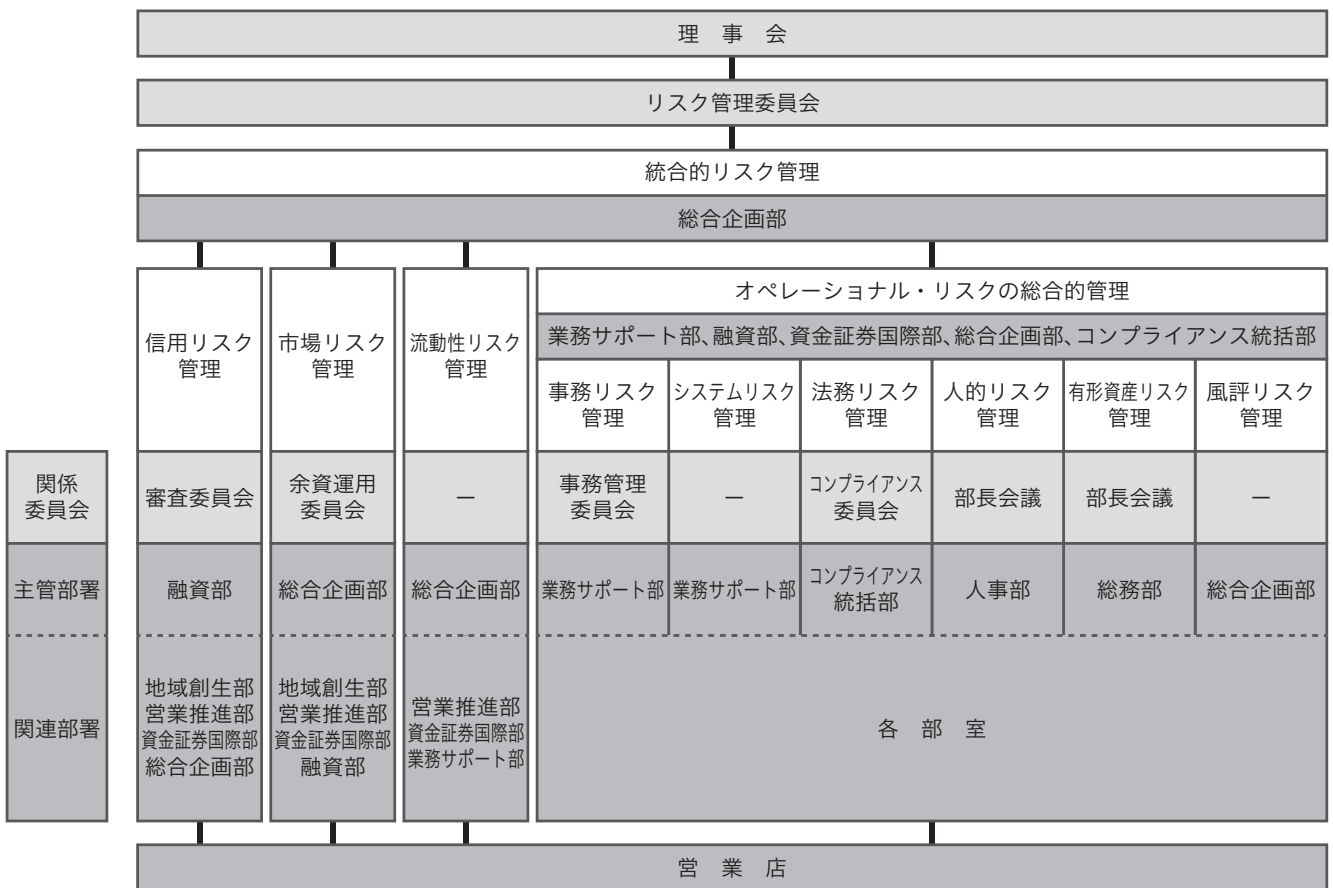 理 事 会
リスク管理委員会
統合的リスク管理
総合企画部
信用リスク
管理
市場リスク
管理
流動性リスク
管理
オペレーショナル・リスクの総合的管理
業務サポート部、融資部、資金証券国際部、総合企画部、コンプライアンス統括部
事務リスク
管理
システムリスク
管理
法務リスク
管理
人的リスク
管理
有形資産リスク
管理
風評リスク
管理
関係
委員会
審査委員会
余資運用
委員会
―
事務管理
委員会
―
コンプライアンス
委員会
部長会議
部長会議
―
主管部署
融資部
総合企画部
総合企画部
業務サポート部
業務サポート部
コンプライアンス
統括部
人事部
総務部
総合企画部
関連部署
地域創生部
営業推進部
資金証券国際部
総合企画部
地域創生部
営業推進部
資金証券国際部
融資部
営業推進部
資金証券国際部
業務サポート部
各 部 室
営 業 店